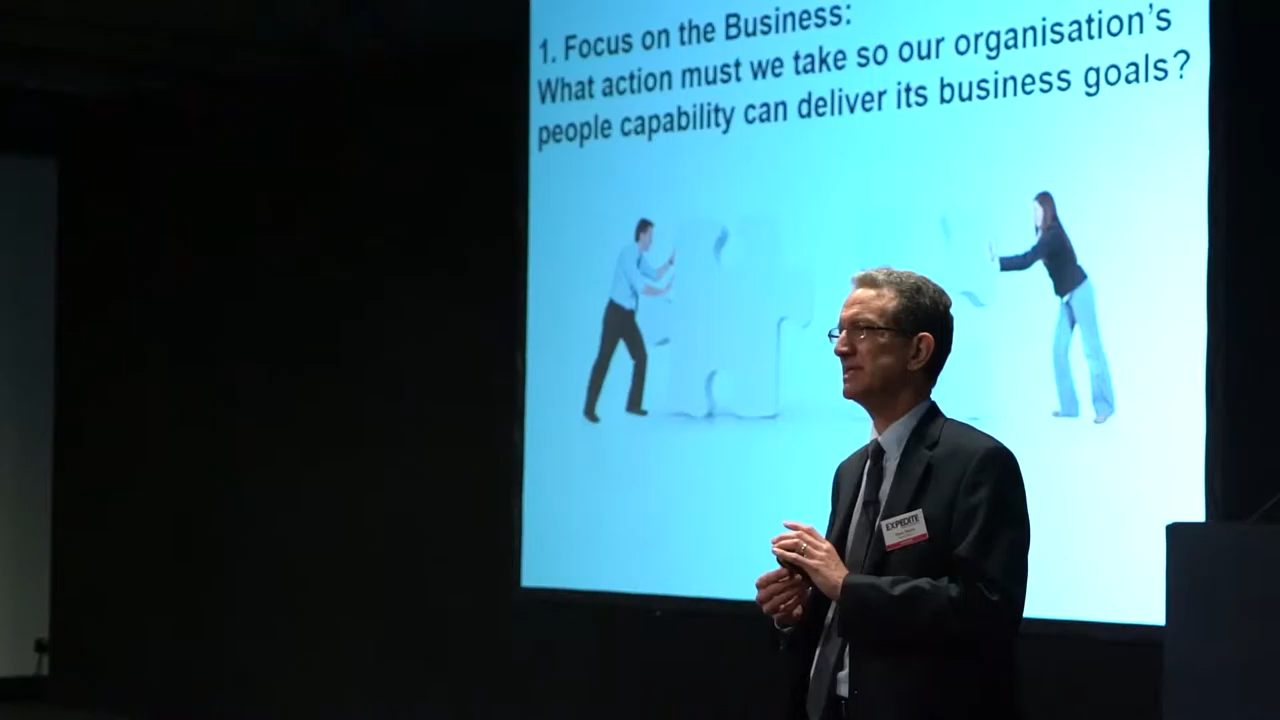 1. Focus on the Business:
What action must we take so our organisation's
people capability can deliver its business goals?
EXPEDITE